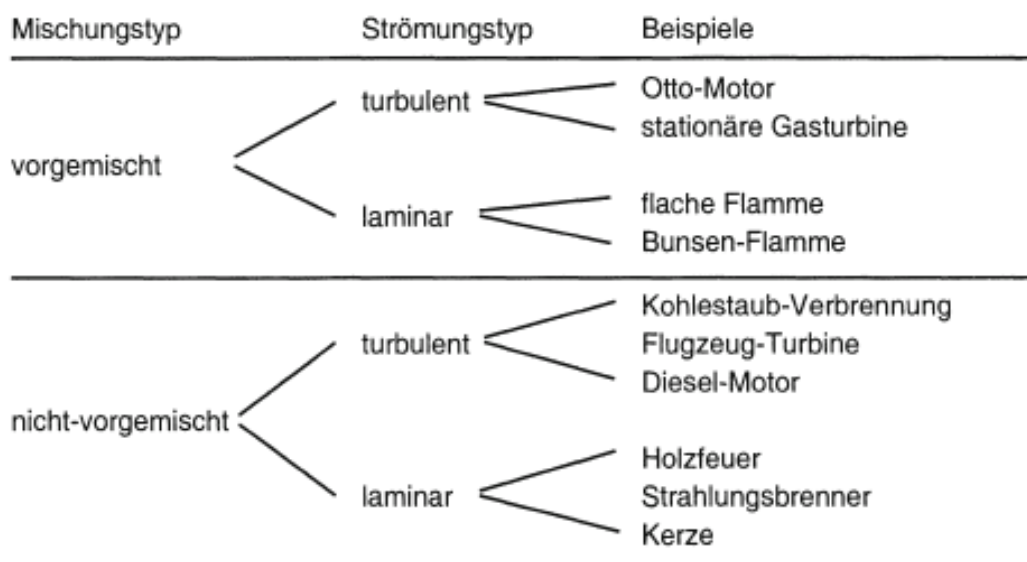 Mischungstyp Strömungstyp Beispiele
Otto-Motor
turbulent
stationäre Gasturbine
vorgemischt
flache Flamme
laminar
Bunsen-Flamme
Kohlestaub-Verbrennung
turbulent Flugzeug-Turbine
Diesel-Motor
nicht-vorgemischt
Holzfeuer
laminar Strahlungsbrenner
Kerze